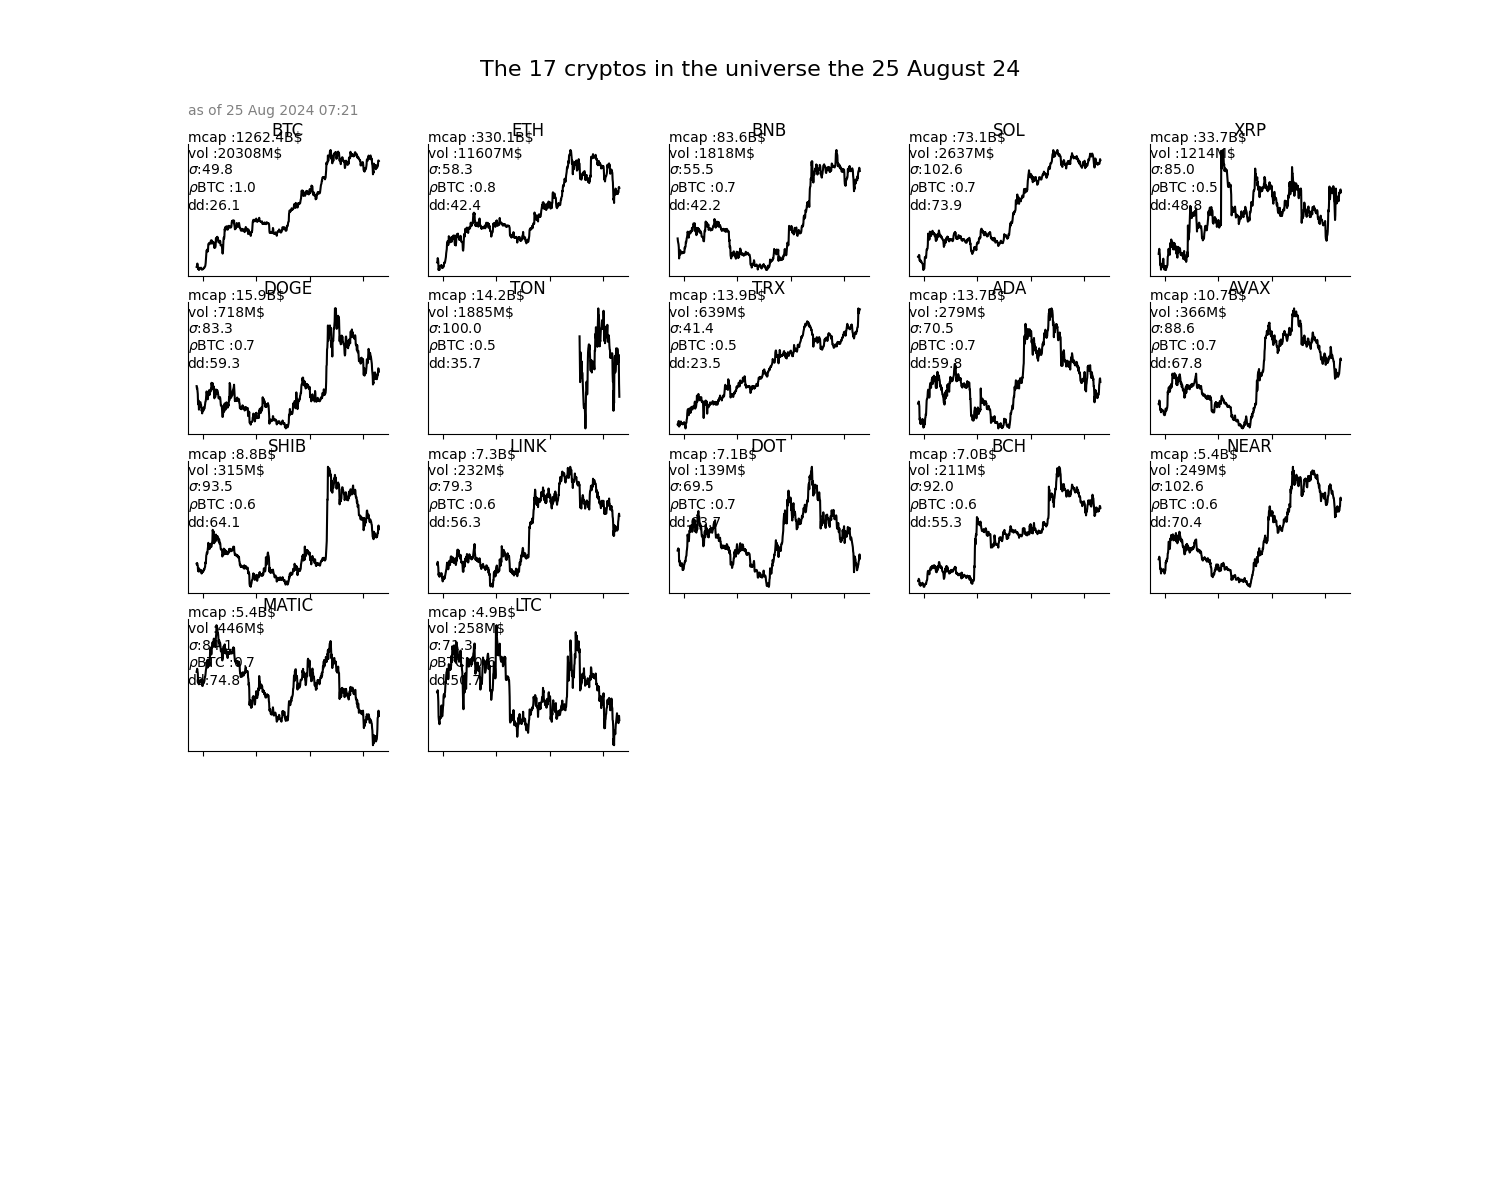 The 17 cryptos in the universe the 25 August 24
as of 25 Aug 2024 07:21
BTC
mcap :1262.4B$
vol :20308M$
σ:49.8
ρBTC :1.0
dd:26.1
ETH
mcap :330.1B$
vol :11607M$
σ:58.3
ρBTC :0.8
dd:42.4
BNB
mcap :83.6B$
vol :1818M$
σ:55.5
ρBTC :0.7
dd:42.2
SOL
mcap :73.1B$
vol :2637M$
σ:102.6
ρBTC :0.7
dd:73.9
XRP
mcap :33.7B$
vol :1214M$
σ:85.0
ρBTC :0.5
dd:48.8
DOGE
mcap :15.9B$
vol :718M$
σ:83.3
ρBTC :0.7
dd:59.3
TON
mcap :14.2B$
vol :1885M$
σ:100.0
ρBTC :0.5
dd:35.7
TRX
mcap :13.9B$
vol :639M$
σ:41.4
ρBTC :0.5
dd:23.5
ADA
mcap :13.7B$
vol :279M$
σ:70.5
ρBTC :0.7
dd:59.8
AVAX
mcap :10.7B$
vol :366M$
σ:88.6
ρBTC :0.7
dd:67.8
SHIB
mcap :8.8B$
vol :315M$
σ:93.5
ρBTC :0.6
dd:64.1
LINK
mcap :7.3B$
vol :232M$
σ:79.3
ρBTC :0.6
dd:56.3
DOT
mcap :7.1B$
vol :139M$
σ:69.5
ρBTC :0.7
BCH
mcap :7.0B$
vol :211M$
σ:92.0
ρBTC :0.6
dd:55.3
NEAR
mcap :5.4B$
vol :249M$
σ:102.6
ρBTC :0.6
dd:70.4
MATIC
mcap :5.4B$
vol :446M$
ρBTC :0.7
dd:74.8
LTC
mcap :4.9B$
vol :258M$